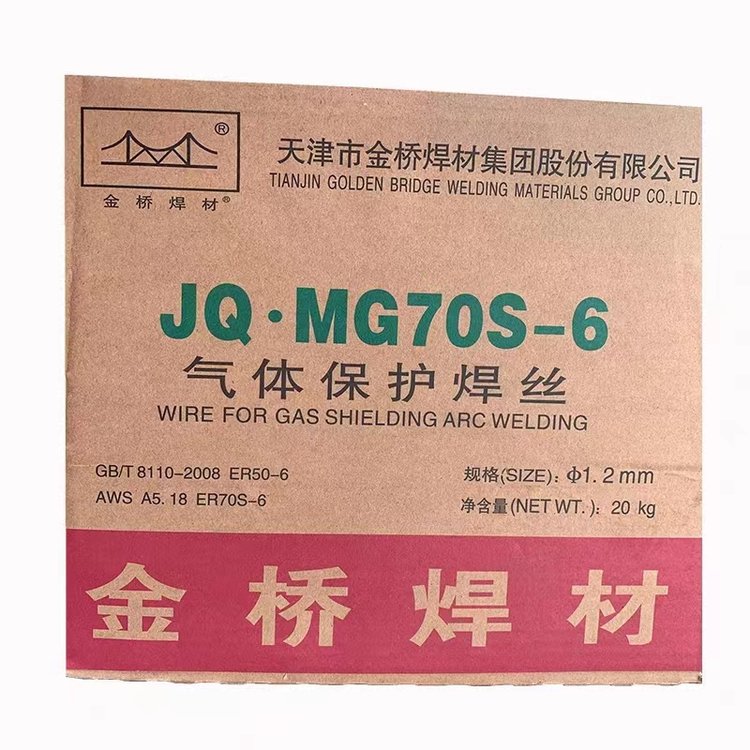 ®
金桥焊材®
天津市金桥焊材集团股份有限公司
TIANJIN GOLDEN BRIDGE WELDING MATERIALS GROUP CO.,LTD.
JQ·MG70S-6
气体保护焊丝
WIRE FOR GAS SHIELDING ARC WELDING
GB/T 8110-2008 ER50-6
AWS A5.18 ER70S-6
规格(SIZE): Φ1.2mm
净含量(NET WT.): 20 kg
金桥焊材